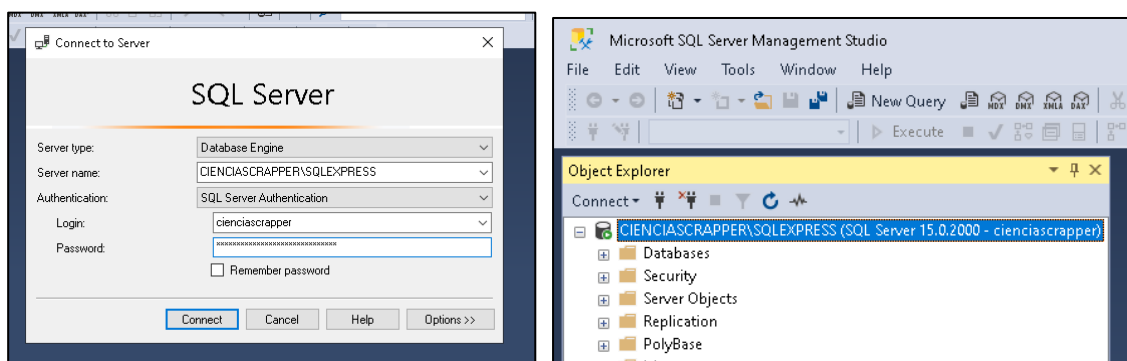 Connect to Server
SQL Server
Server type: Database Engine
Server name: CIENCIASCRAPPER\SQLEXPRESS
Authentication: SQL Server Authentication
Login: cienciascrapper
Password: ******************************
Remember password
Connect Cancel Help Options >>
Microsoft SQL Server Management Studio
File Edit View Tools Window Help
New Query MDX DMX XMLA DAX
Execute
Object Explorer
Connect
CIENCIASCRAPPER\SQLEXPRESS (SQL Server 15.0.2000 - cienciascrapper)
Databases
Security
Server Objects
Replication
PolyBase